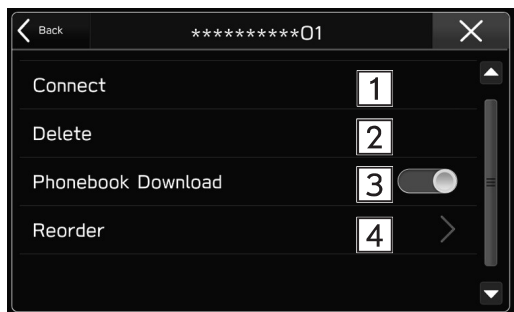 Back
**********01
Connect 1
Delete 2
Phonebook Download 3
Reorder 4